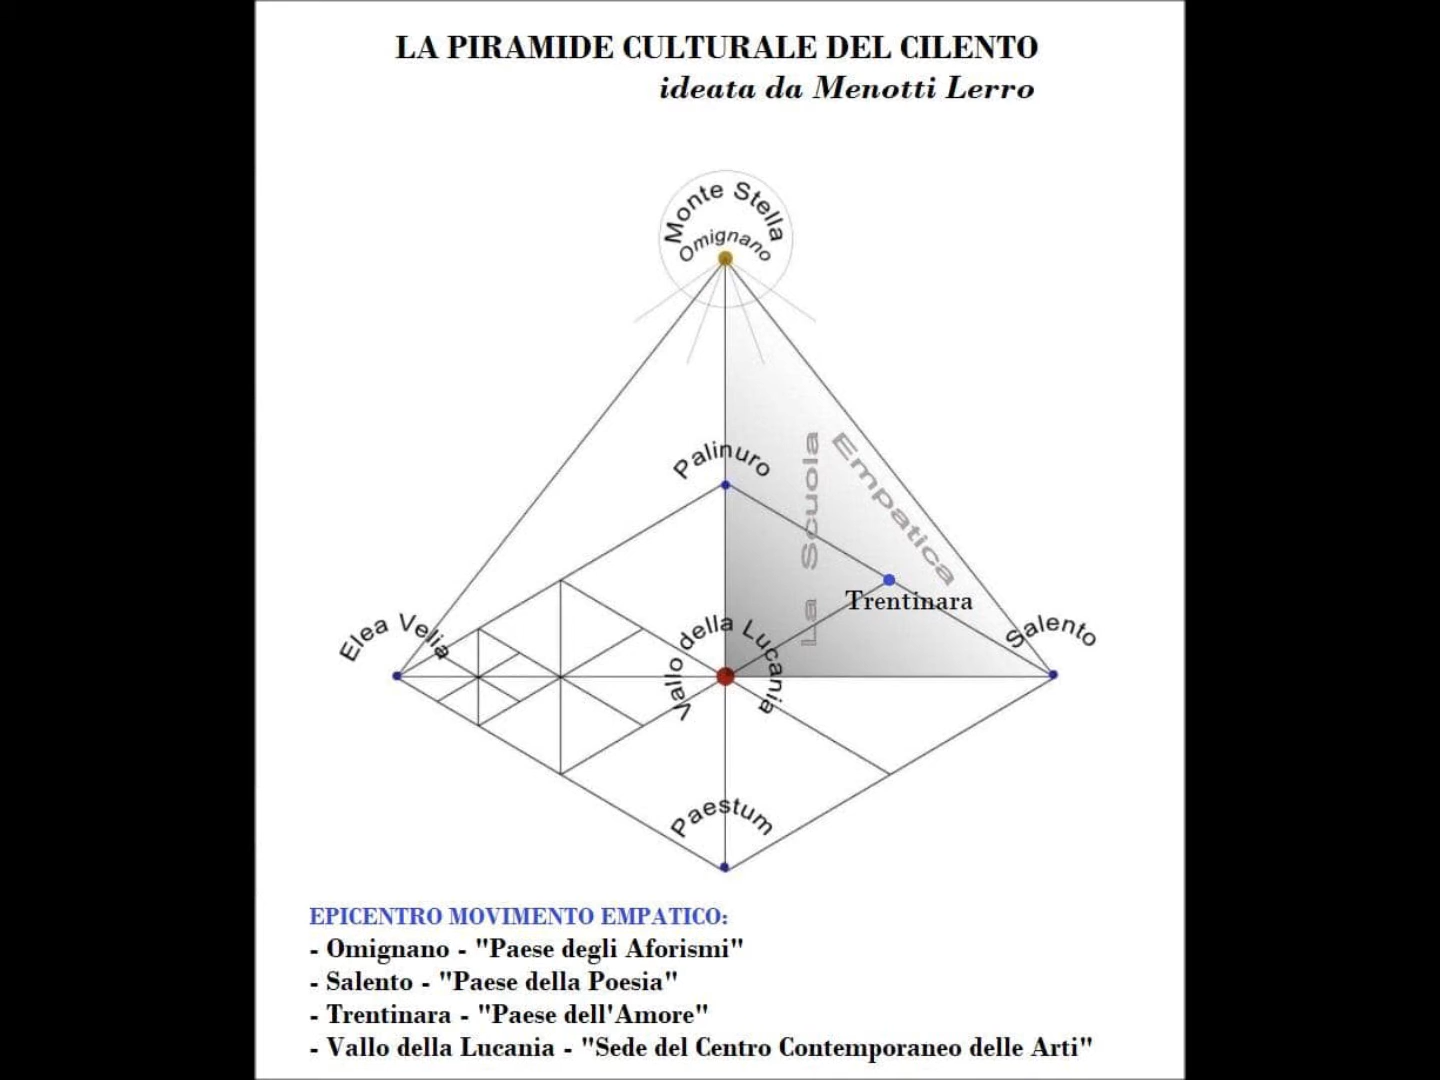 LA PIRAMIDE CULTURALE DEL CILENTO
ideata da Menotti Lerro
Monte Stella
Omignano
Palinuro
La Scuola Empatica
Trentinara
Elea Velia
Vallo della Lucania
Salento
Paestum
EPICENTRO MOVIMENTO EMPATICO:
- Omignano - "Paese degli Aforismi"
- Salento - "Paese della Poesia"
- Trentinara - "Paese dell'Amore"
- Vallo della Lucania - "Sede del Centro Contemporaneo delle Arti"